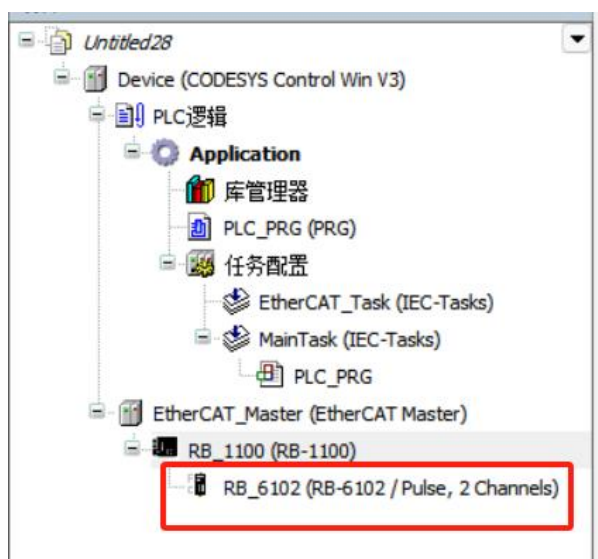 Untitled28
Device (CODESYS Control Win V3)
PLC逻辑
Application
库管理器
PLC_PRG (PRG)
任务配置
EtherCAT_Task (IEC-Tasks)
MainTask (IEC-Tasks)
PLC_PRG
EtherCAT_Master (EtherCAT Master)
RB_1100 (RB-1100)
RB_6102 (RB-6102 / Pulse, 2 Channels)